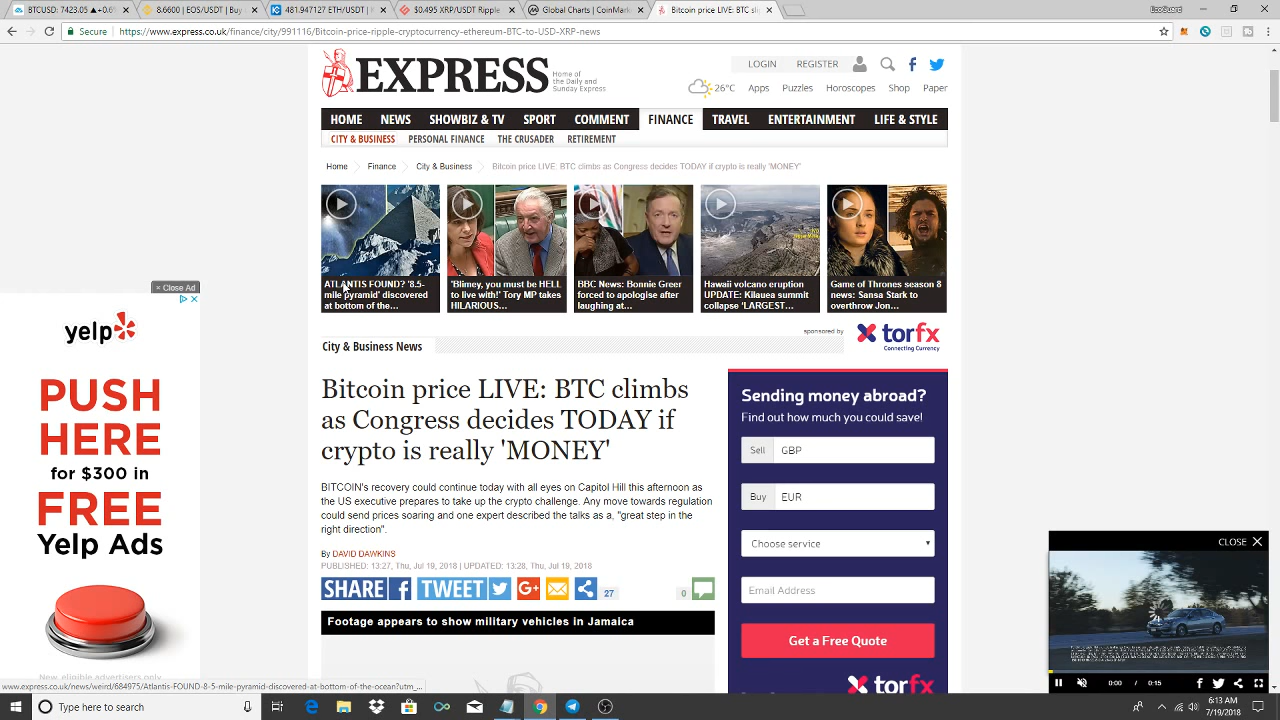 BTCUSD: 7423.05 ▲+0.6
8.6600 | EOSUSDT | Buy
481.947127 ETH/USDT |
$0.495 XRP/USDT | Ripple
Global Charts | CoinMark
Bitcoin price LIVE: BTC clim
Secure
https://www.express.co.uk/finance/city/991116/Bitcoin-price-ripple-cryptocurrency-ethereum-BTC-to-USD-XRP-news
EXPRESS
Home of
the Daily and
Sunday Express
LOGIN REGISTER
26°C Apps Puzzles Horoscopes Shop Paper
HOME NEWS SHOWBIZ & TV SPORT COMMENT FINANCE TRAVEL ENTERTAINMENT LIFE & STYLE
CITY & BUSINESS PERSONAL FINANCE THE CRUSADER RETIREMENT
Home Finance City & Business Bitcoin price LIVE: BTC climbs as Congress decides TODAY if crypto is really 'MONEY'
ATLANTIS FOUND? '8.5-
mile pyramid' discovered
at bottom of the...
'Blimey, you must be HELL
to live with!' Tory MP takes
HILARIOUS...
BBC News: Bonnie Greer
forced to apologise after
laughing at...
Hawaii volcano eruption
UPDATE: Kilauea summit
collapse 'LARGEST...
Game of Thrones season 8
news: Sansa Stark to
overthrow Jon...
× Close Ad
yelp
PUSH
HERE
for $300 in
FREE
Yelp Ads
New, eligible advertisers only.
City & Business News
sponsored by
torfx
Connecting Currency
Bitcoin price LIVE: BTC climbs
as Congress decides TODAY if
crypto is really 'MONEY'
BITCOIN's recovery could continue today with all eyes on Capitol Hill this afternoon as
the US executive prepares to take up the crypto challenge. Any move towards regulation
could send prices soaring and one expert described the talks as a, "great step in the
right direction".
By DAVID DAWKINS
PUBLISHED: 13:27, Thu, Jul 19, 2018 | UPDATED: 13:28, Thu, Jul 19, 2018
SHARE TWEET 27 0
Footage appears to show military vehicles in Jamaica
Sending money abroad?
Find out how much you could save!
Sell GBP
Buy EUR
Choose service
Email Address
Get a Free Quote
torfx
CLOSE
0:00 / 0:15
www.express.co.uk/news/weird/684975/Atlantis-FOUND-8-5-mile-pyramid-discovered-at-bottom-of-the-ocean?utm_...
Type here to search
6:13 AM
7/19/2018